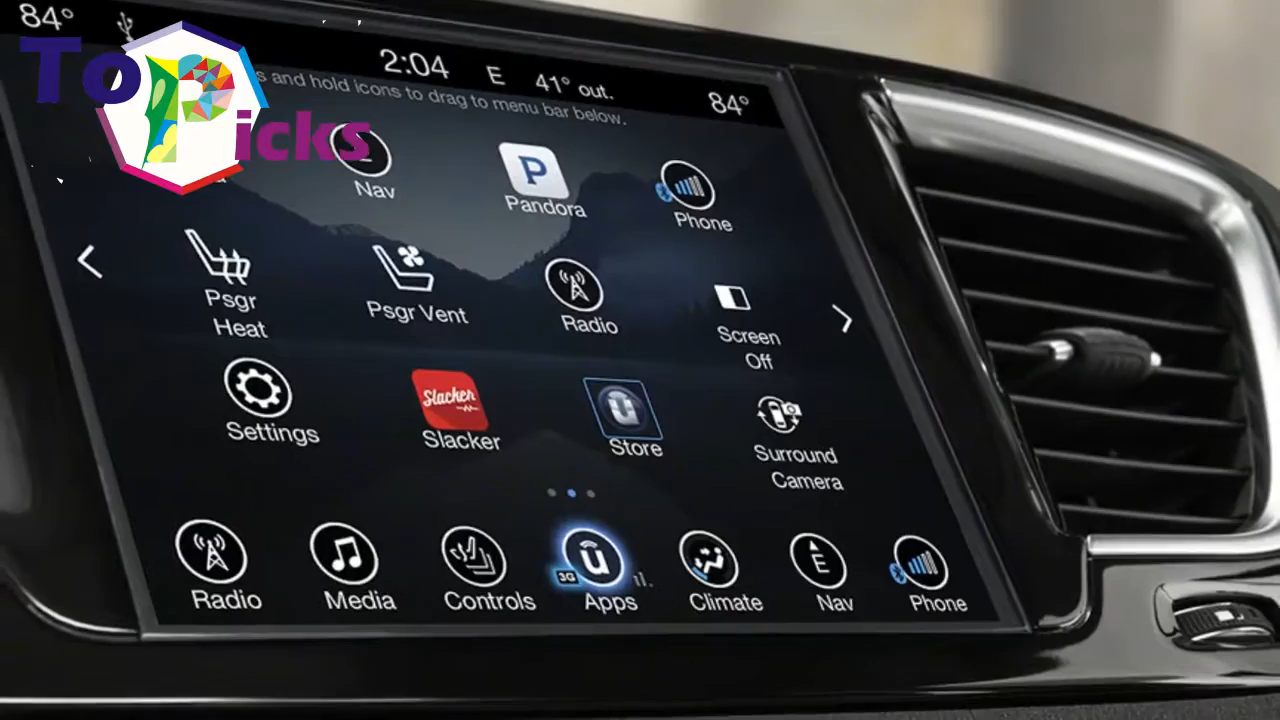 84°
2:04 E 41° out. 84°
ToPicks
s and hold icons to drag to menu bar below.
Nav
P
Pandora
Phone
Psgr
Heat
Psgr Vent
Radio
Screen
Off
Settings
Slacker
Slacker
Store
Surround
Camera
Radio
Media
Controls
3G
Apps
Climate
E
Nav
Phone